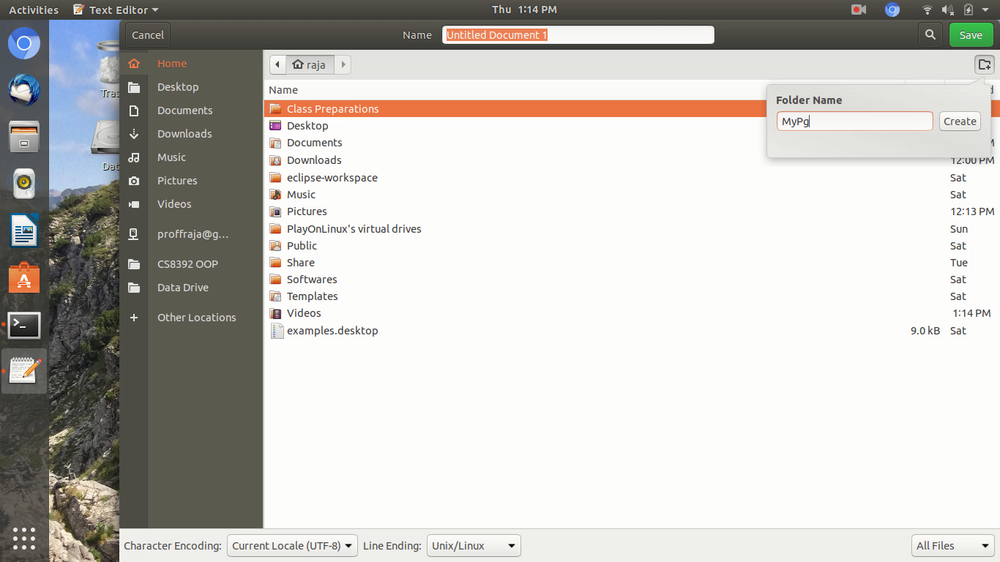 Activities Text Editor Thu 1:14 PM
Cancel Name Untitled Document 1 Save
Home
Desktop
Documents
Downloads
Music
Pictures
Videos
proffraja@g...
CS8392 OOP
Data Drive
Other Locations
raja
Name
Folder Name
MyPg Create
Class Preparations
Desktop
Documents
Downloads 12:00 PM
eclipse-workspace Sat
Music Sat
Pictures 12:13 PM
PlayOnLinux's virtual drives Sun
Public Sat
Share Tue
Softwares Sat
Templates Sat
Videos 1:14 PM
examples.desktop 9.0 kB Sat
Character Encoding: Current Locale (UTF-8) Line Ending: Unix/Linux All Files